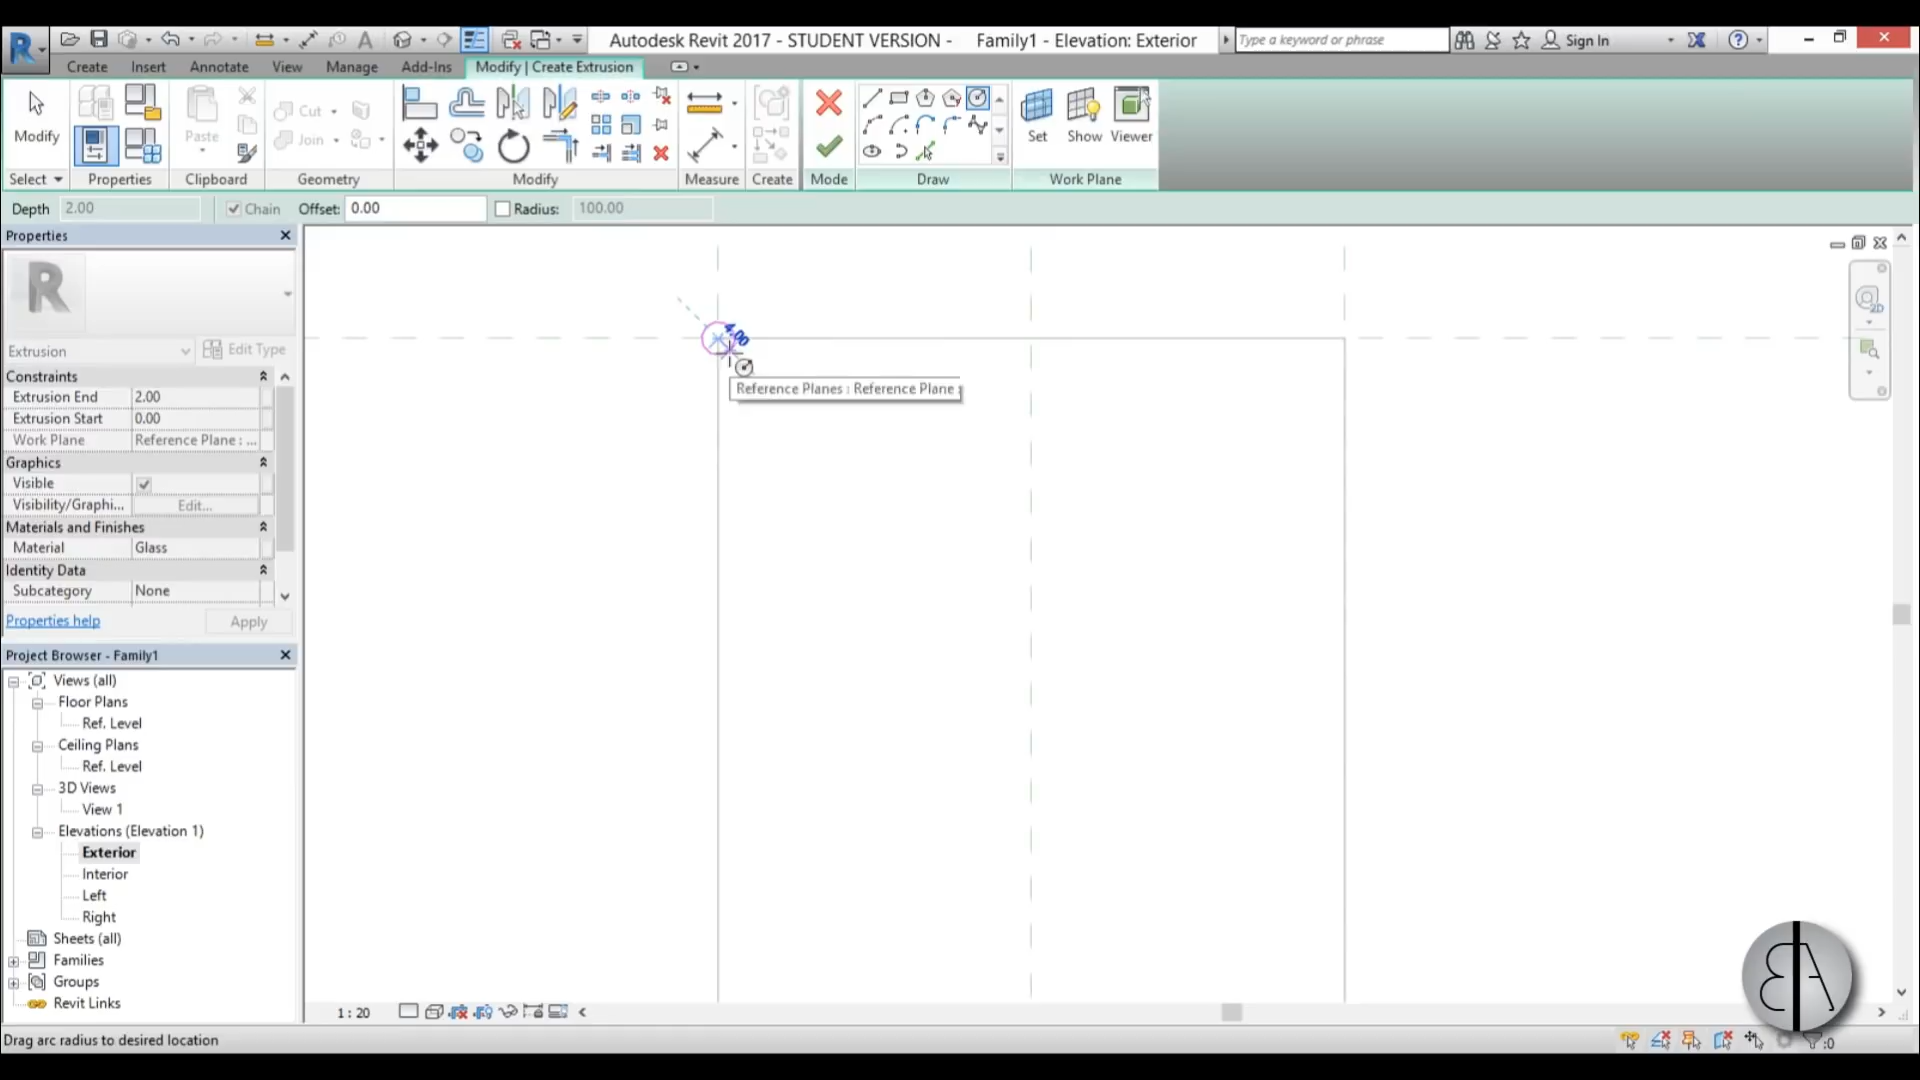 Autodesk Revit 2017 - STUDENT VERSION - Family1 - Elevation: Exterior
Type a keyword or phrase
Sign In
Create Insert Annotate View Manage Add-Ins Modify | Create Extrusion
Modify
Paste
Cut
Join
Set Show Viewer
Select Properties Clipboard Geometry Modify Measure Create Mode Draw Work Plane
Depth 2.00 Chain Offset: 0.00 Radius: 100.00
Properties
Extrusion Edit Type
Constraints
Extrusion End 2.00
Extrusion Start 0.00
Work Plane Reference Plane : ...
Graphics
Visible
Visibility/Graphi... Edit...
Materials and Finishes
Material Glass
Identity Data
Subcategory None
Properties help Apply
Project Browser - Family1
Views (all)
Floor Plans
Ref. Level
Ceiling Plans
Ref. Level
3D Views
View 1
Elevations (Elevation 1)
Exterior
Interior
Left
Right
Sheets (all)
Families
Groups
Revit Links
4.00
Reference Planes : Reference Plane :
2D
1 : 20
Drag arc radius to desired location
:0